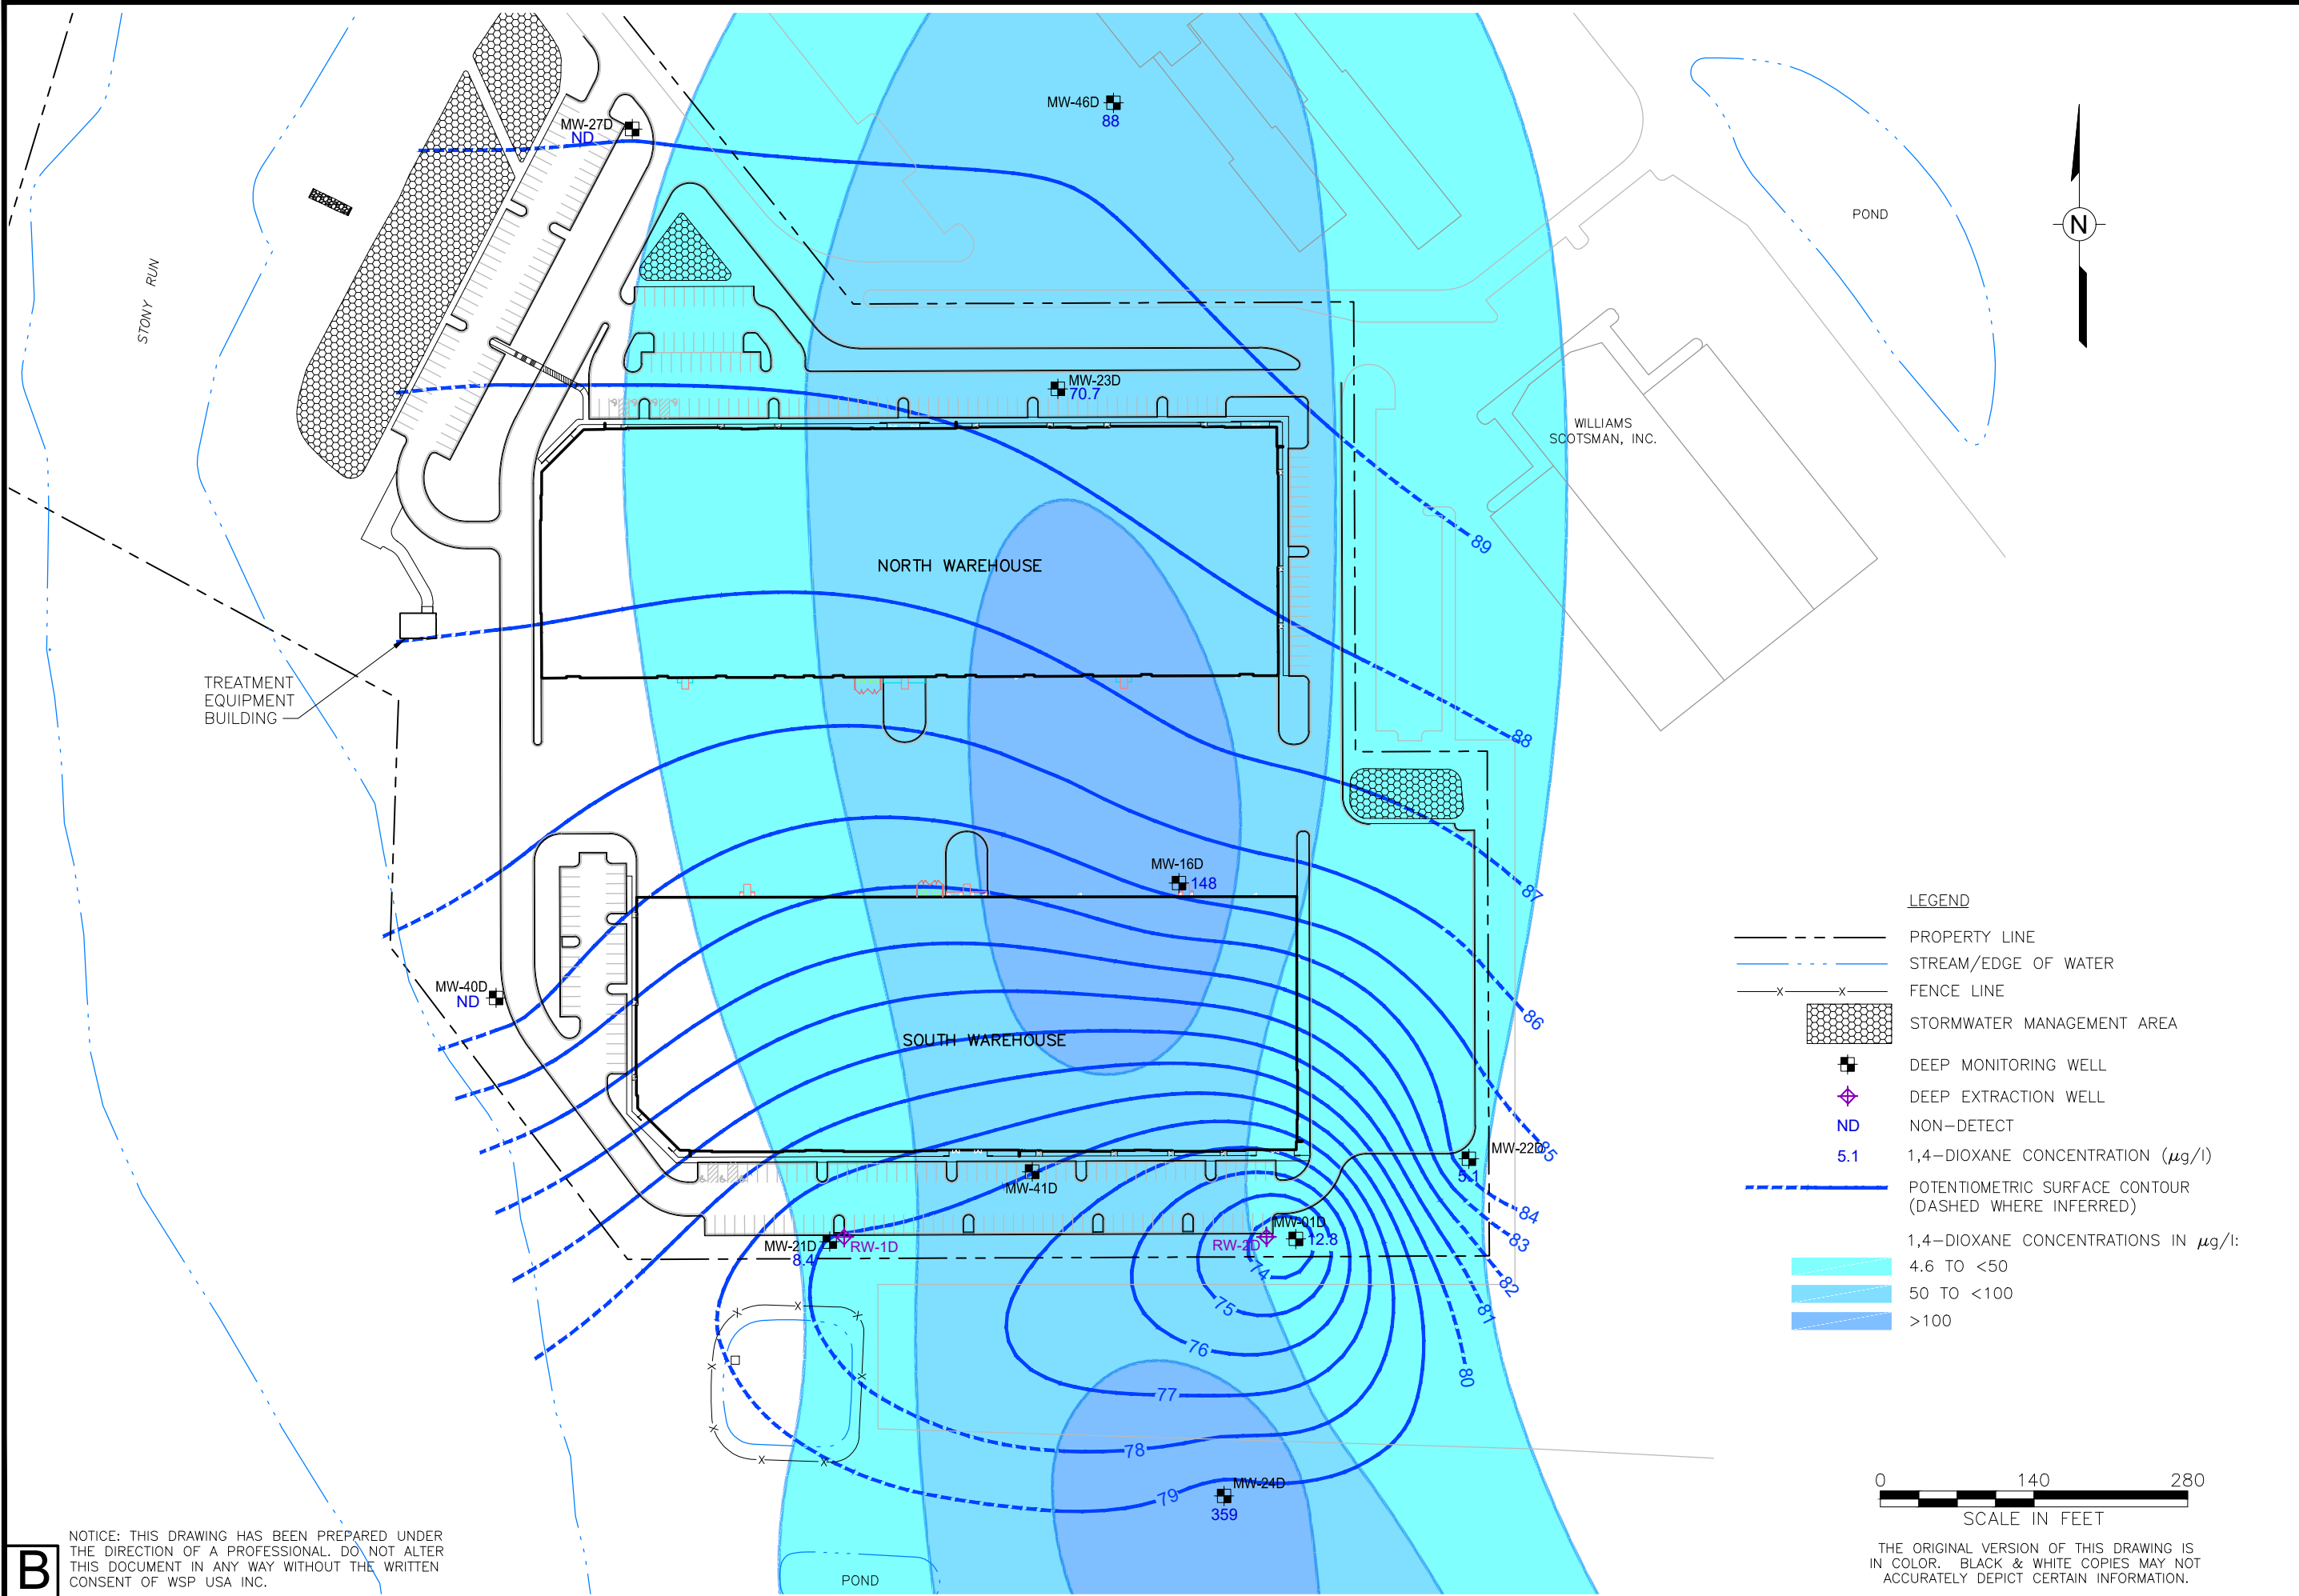 MW-46D
88
MW-27D
ND
POND
N
STONY RUN
MW-23D
70.7
WILLIAMS
SCOTSMAN, INC.
89
NORTH WAREHOUSE
TREATMENT
EQUIPMENT
BUILDING
88
MW-16D
148
87
LEGEND
PROPERTY LINE
STREAM/EDGE OF WATER
X X FENCE LINE
STORMWATER MANAGEMENT AREA
DEEP MONITORING WELL
DEEP EXTRACTION WELL
ND NON-DETECT
5.1 1,4-DIOXANE CONCENTRATION (µg/l)
POTENTIOMETRIC SURFACE CONTOUR
(DASHED WHERE INFERRED)
1,4-DIOXANE CONCENTRATIONS IN µg/l:
4.6 TO <50
50 TO <100
>100
MW-40D
ND
86
SOUTH WAREHOUSE
MW-22D
85
5.1
MW-41D
84
83
MW-01D
12.8
MW-21D
8.4
RW-1D
RW-2D
74
82
75
81
76
80
77
78
79
MW-24D
359
0 140 280
SCALE IN FEET
THE ORIGINAL VERSION OF THIS DRAWING IS
IN COLOR. BLACK & WHITE COPIES MAY NOT
ACCURATELY DEPICT CERTAIN INFORMATION.
B
NOTICE: THIS DRAWING HAS BEEN PREPARED UNDER
THE DIRECTION OF A PROFESSIONAL. DO NOT ALTER
THIS DOCUMENT IN ANY WAY WITHOUT THE WRITTEN
CONSENT OF WSP USA INC.
POND